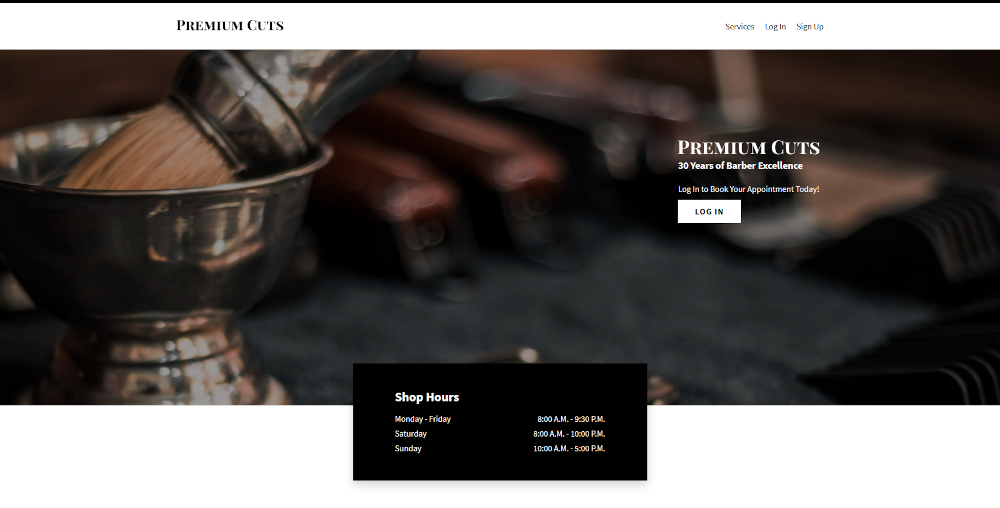 Premium Cuts
Services Log In Sign Up
Premium Cuts
30 Years of Barber Excellence
Log In to Book Your Appointment Today!
LOG IN
Shop Hours
Monday - Friday 8:00 A.M. - 9:30 P.M.
Saturday 8:00 A.M. - 10:00 P.M.
Sunday 10:00 A.M. - 5:00 P.M.